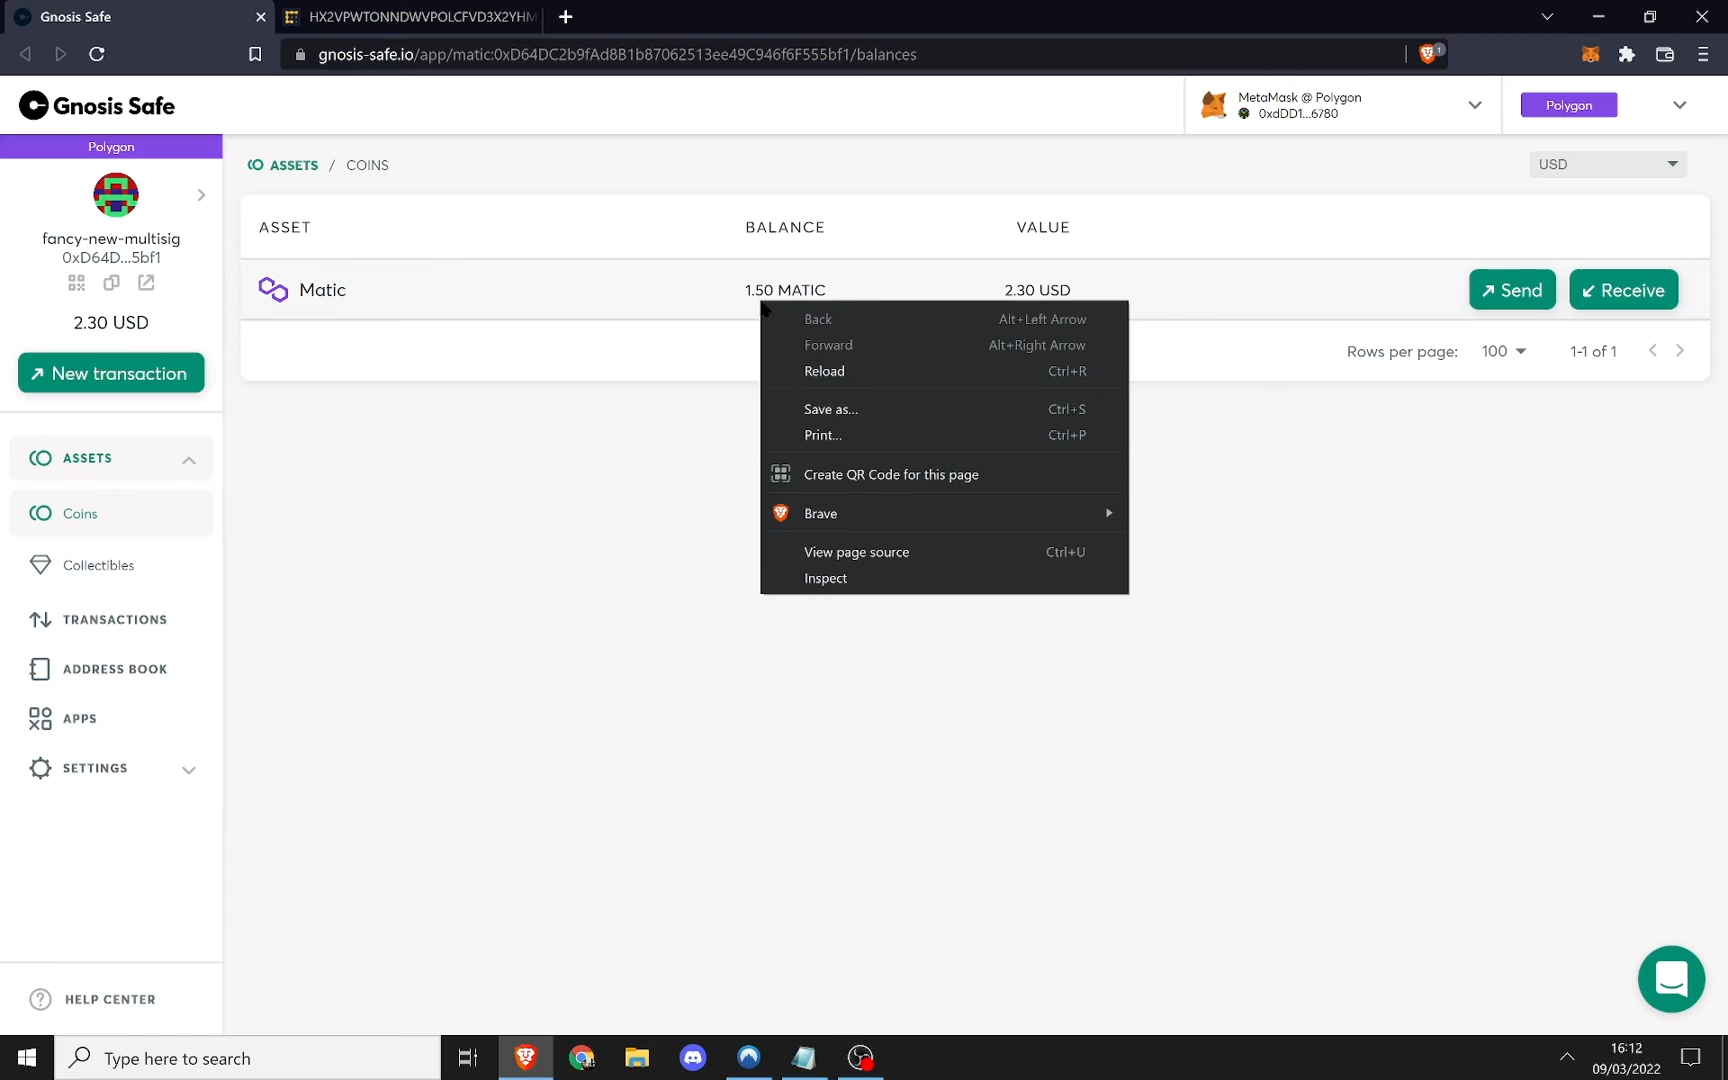 Gnosis Safe
HX2VPWTONNDWVPOLCFVD3X2YHM
gnosis-safe.io/app/matic:0xD64DC2b9fAd8B1b87062513ee49C946f6F555bf1/balances
1
Gnosis Safe
MetaMask @ Polygon
0xdDD1...6780
Polygon
Polygon
ASSETS / COINS
USD
fancy-new-multisig
0xD64D...5bf1
2.30 USD
New transaction
ASSET BALANCE VALUE
Matic 1.50 MATIC 2.30 USD Send Receive
Rows per page: 100 1-1 of 1
Back Alt+Left Arrow
Forward Alt+Right Arrow
Reload Ctrl+R
Save as... Ctrl+S
Print... Ctrl+P
Create QR Code for this page
Brave
View page source Ctrl+U
Inspect
ASSETS
Coins
Collectibles
TRANSACTIONS
ADDRESS BOOK
APPS
SETTINGS
HELP CENTER
Type here to search
16:12
09/03/2022